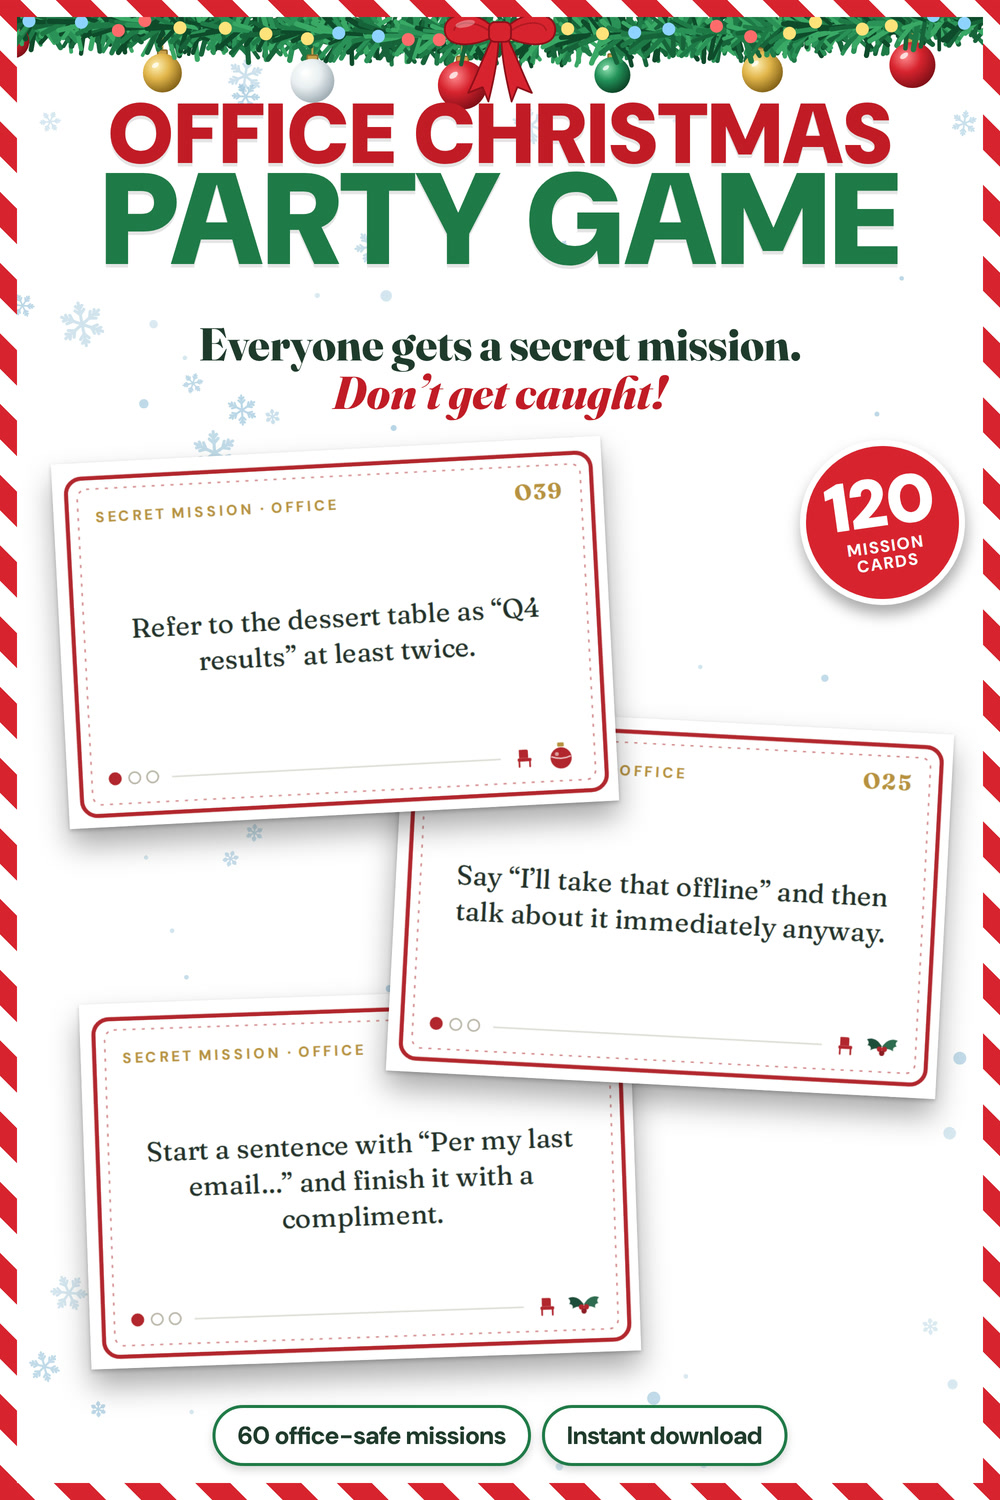 OFFICE CHRISTMAS
PARTY GAME
Everyone gets a secret mission.
Don’t get caught!
SECRET MISSION · OFFICE
039
Refer to the dessert table as “Q4
results” at least twice.
120
MISSION
CARDS
OFFICE
025
Say “I’ll take that offline” and then
talk about it immediately anyway.
SECRET MISSION · OFFICE
Start a sentence with “Per my last
email…” and finish it with a
compliment.
60 office-safe missions
Instant download